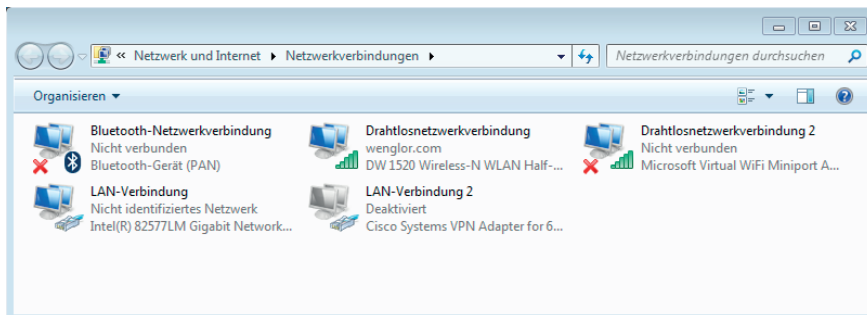 « Netzwerk und Internet ▸ Netzwerkverbindungen ▸
Netzwerkverbindungen durchsuchen
Organisieren ▾
Bluetooth-Netzwerkverbindung
Nicht verbunden
Bluetooth-Gerät (PAN)
Drahtlosnetzwerkverbindung
wenglor.com
DW 1520 Wireless-N WLAN Half-...
Drahtlosnetzwerkverbindung 2
Nicht verbunden
Microsoft Virtual WiFi Miniport A...
LAN-Verbindung
Nicht identifiziertes Netzwerk
Intel(R) 82577LM Gigabit Network...
LAN-Verbindung 2
Deaktiviert
Cisco Systems VPN Adapter for 6...